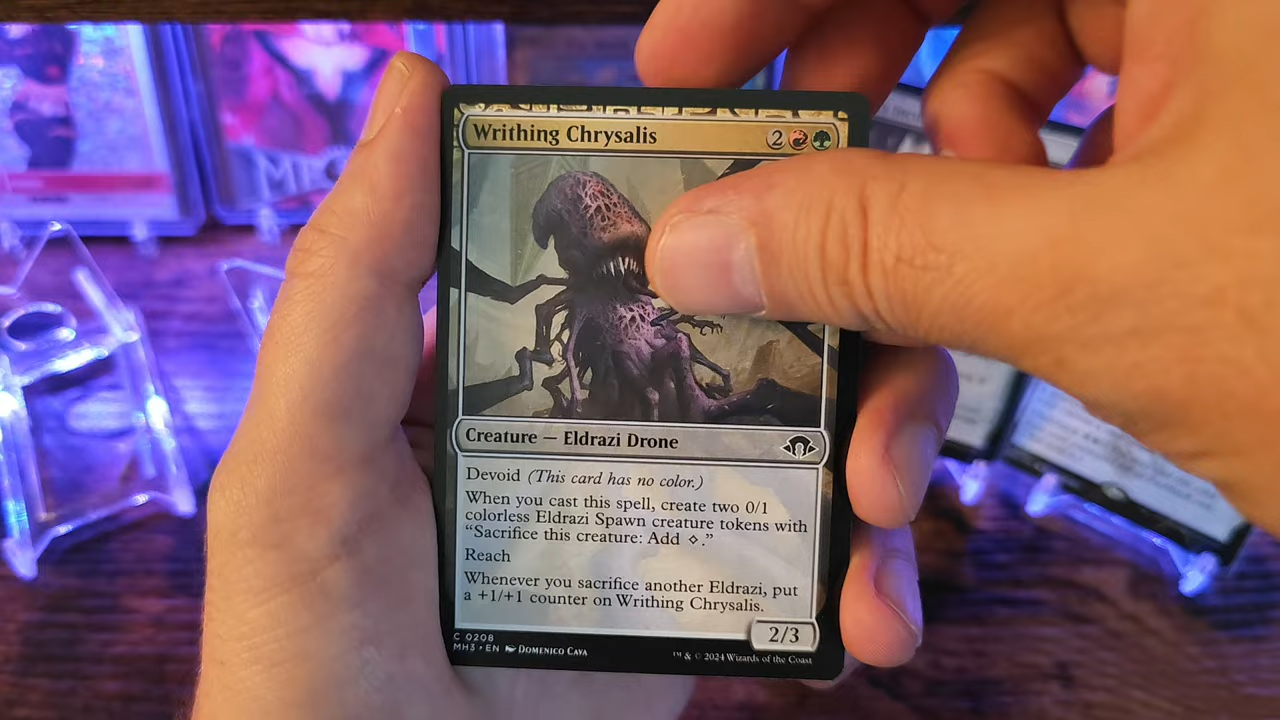 Writhing Chrysalis 2
Creature — Eldrazi Drone
Devoid (This card has no color.)
When you cast this spell, create two 0/1
colorless Eldrazi Spawn creature tokens with
“Sacrifice this creature: Add ◇.”
Reach
Whenever you sacrifice another Eldrazi, put
a +1/+1 counter on Writhing Chrysalis.
2/3
C 0208
MH3 • EN Domenico Cava
™ & © 2024 Wizards of the Coast